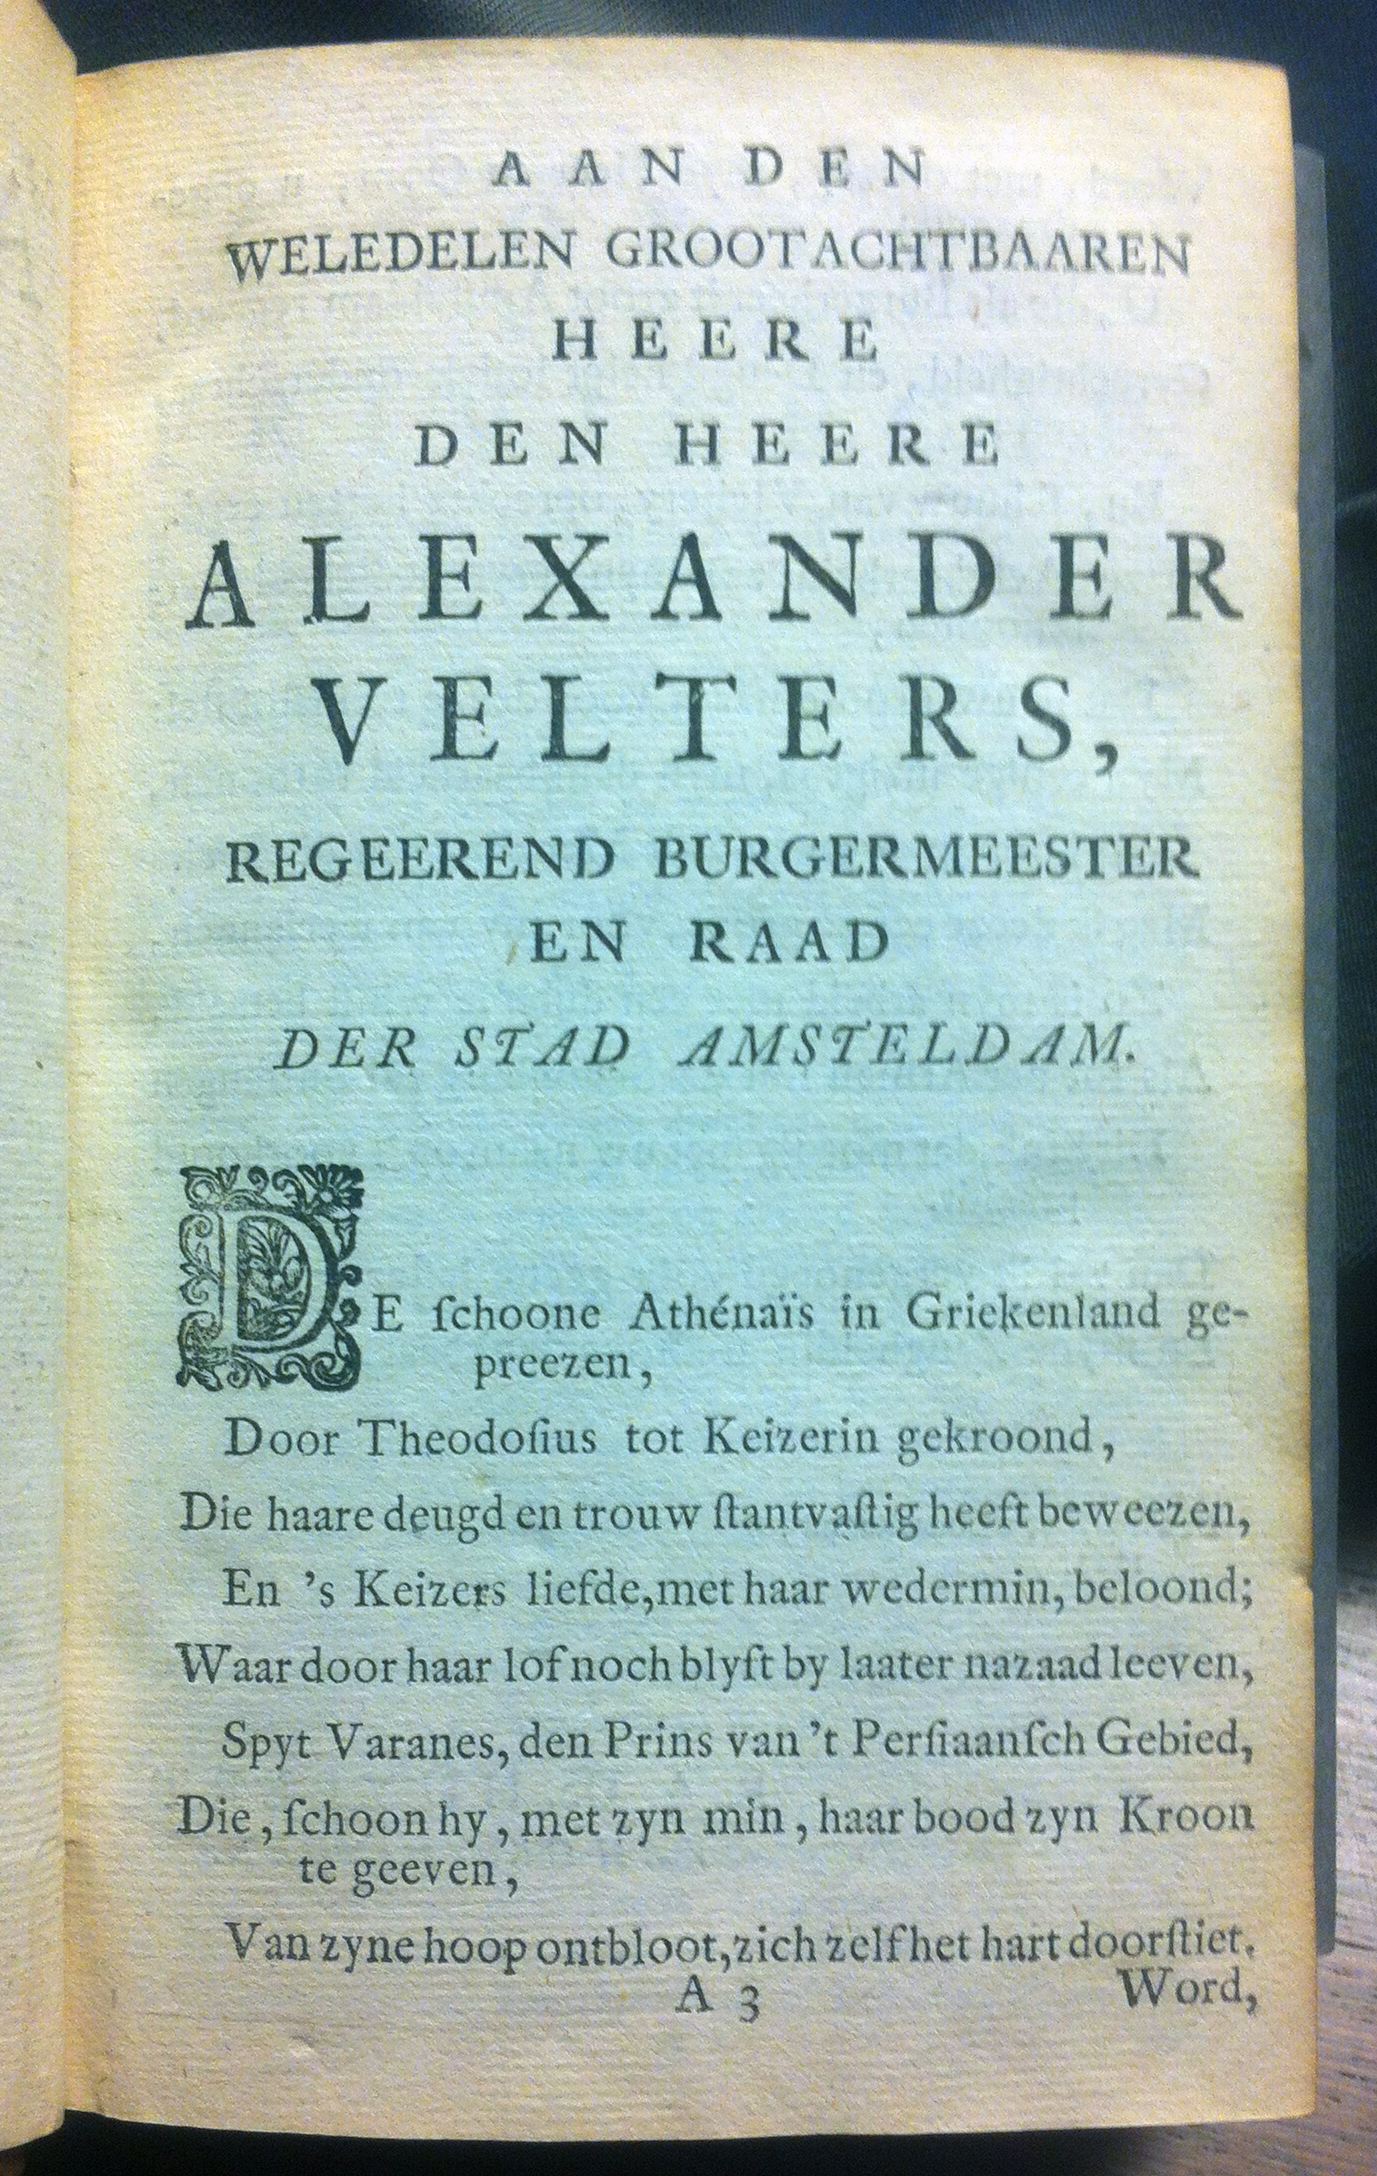 AAN DEN
WELEDELEN GROOTACHTBAAREN
HEERE
DEN HEERE
ALEXANDER
VELTERS,
REGEEREND BURGERMEESTER
EN RAAD
DER STAD AMSTELDAM.
DE ſchoone Athénaïs in Griekenland ge-
preezen,
Door Theodoſius tot Keizerin gekroond,
Die haare deugd en trouw ſtantvaſtig heeft beweezen,
En 's Keizers liefde, met haar wedermin, beloond;
Waar door haar lof noch blyft by laater nazaad leeven,
Spyt Varanes, den Prins van 't Perſiaanſch Gebied,
Die, ſchoon hy, met zyn min, haar bood zyn Kroon
te geeven,
Van zyne hoop ontbloot, zich zelf het hart doorſtiet.
A 3 Word,